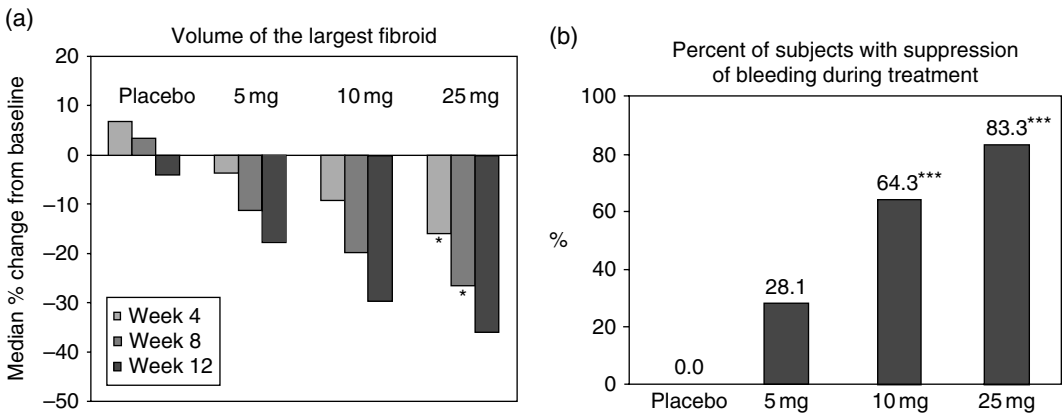 (a)
Volume of the largest fibroid
Median % change from baseline
20
10
0
–10
–20
–30
–40
–50
Placebo 5 mg 10 mg 25 mg
* *
Week 4
Week 8
Week 12
(b)
Percent of subjects with suppression
of bleeding during treatment
%
100
80
60
40
20
0
0.0
28.1
64.3***
83.3***
Placebo 5 mg 10 mg 25 mg